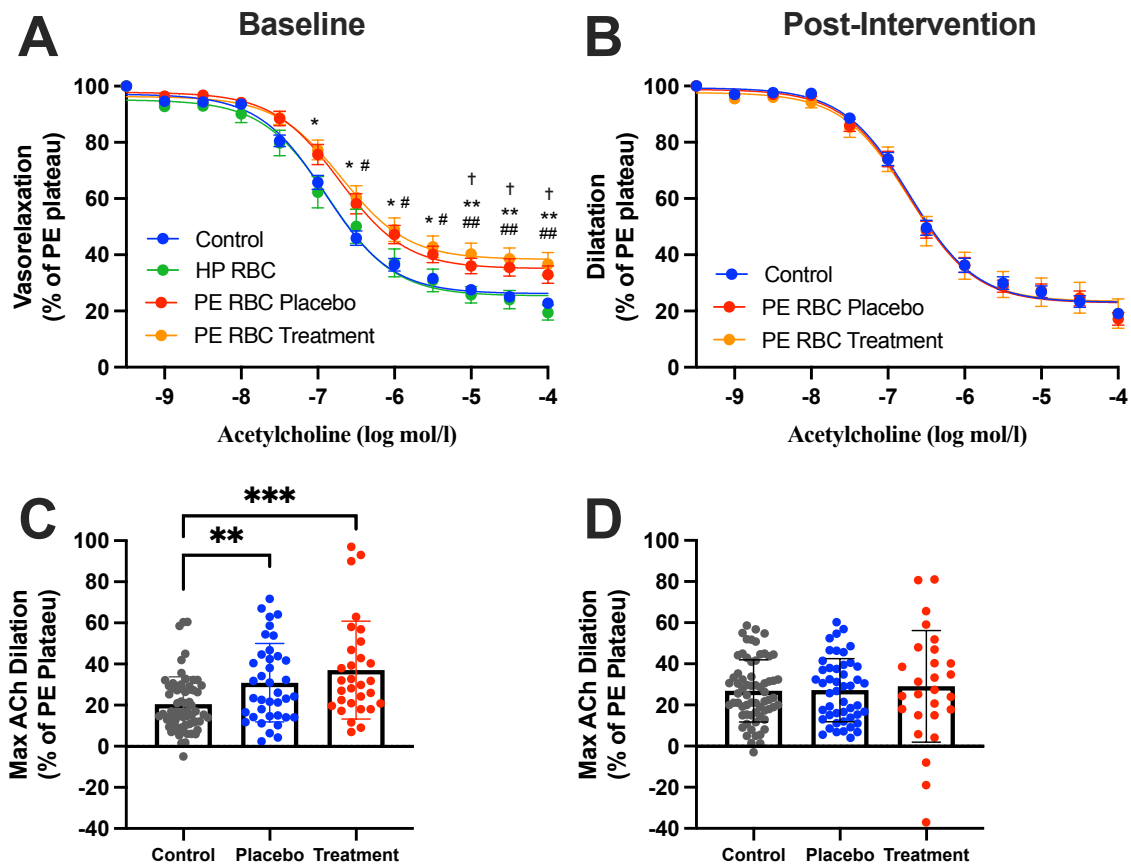 A
Baseline
B
Post-Intervention
Vasorelaxation
(% of PE plateau)
100
80
60
40
20
0
*
* #
* #
* #
†
**
##
†
**
##
†
**
##
Control
HP RBC
PE RBC Placebo
PE RBC Treatment
-9
-8
-7
-6
-5
-4
Acetylcholine (log mol/l)
Dilatation
(% of PE plateau)
100
80
60
40
20
0
Control
PE RBC Placebo
PE RBC Treatment
-9
-8
-7
-6
-5
-4
Acetylcholine (log mol/l)
C
***
**
Max ACh Dilation
(% of PE Plataeu)
100
80
60
40
20
0
-20
-40
Control
Placebo
Treatment
D
Max ACh Dilation
(% of PE Plataeu)
100
80
60
40
20
0
-20
-40
Control
Placebo
Treatment